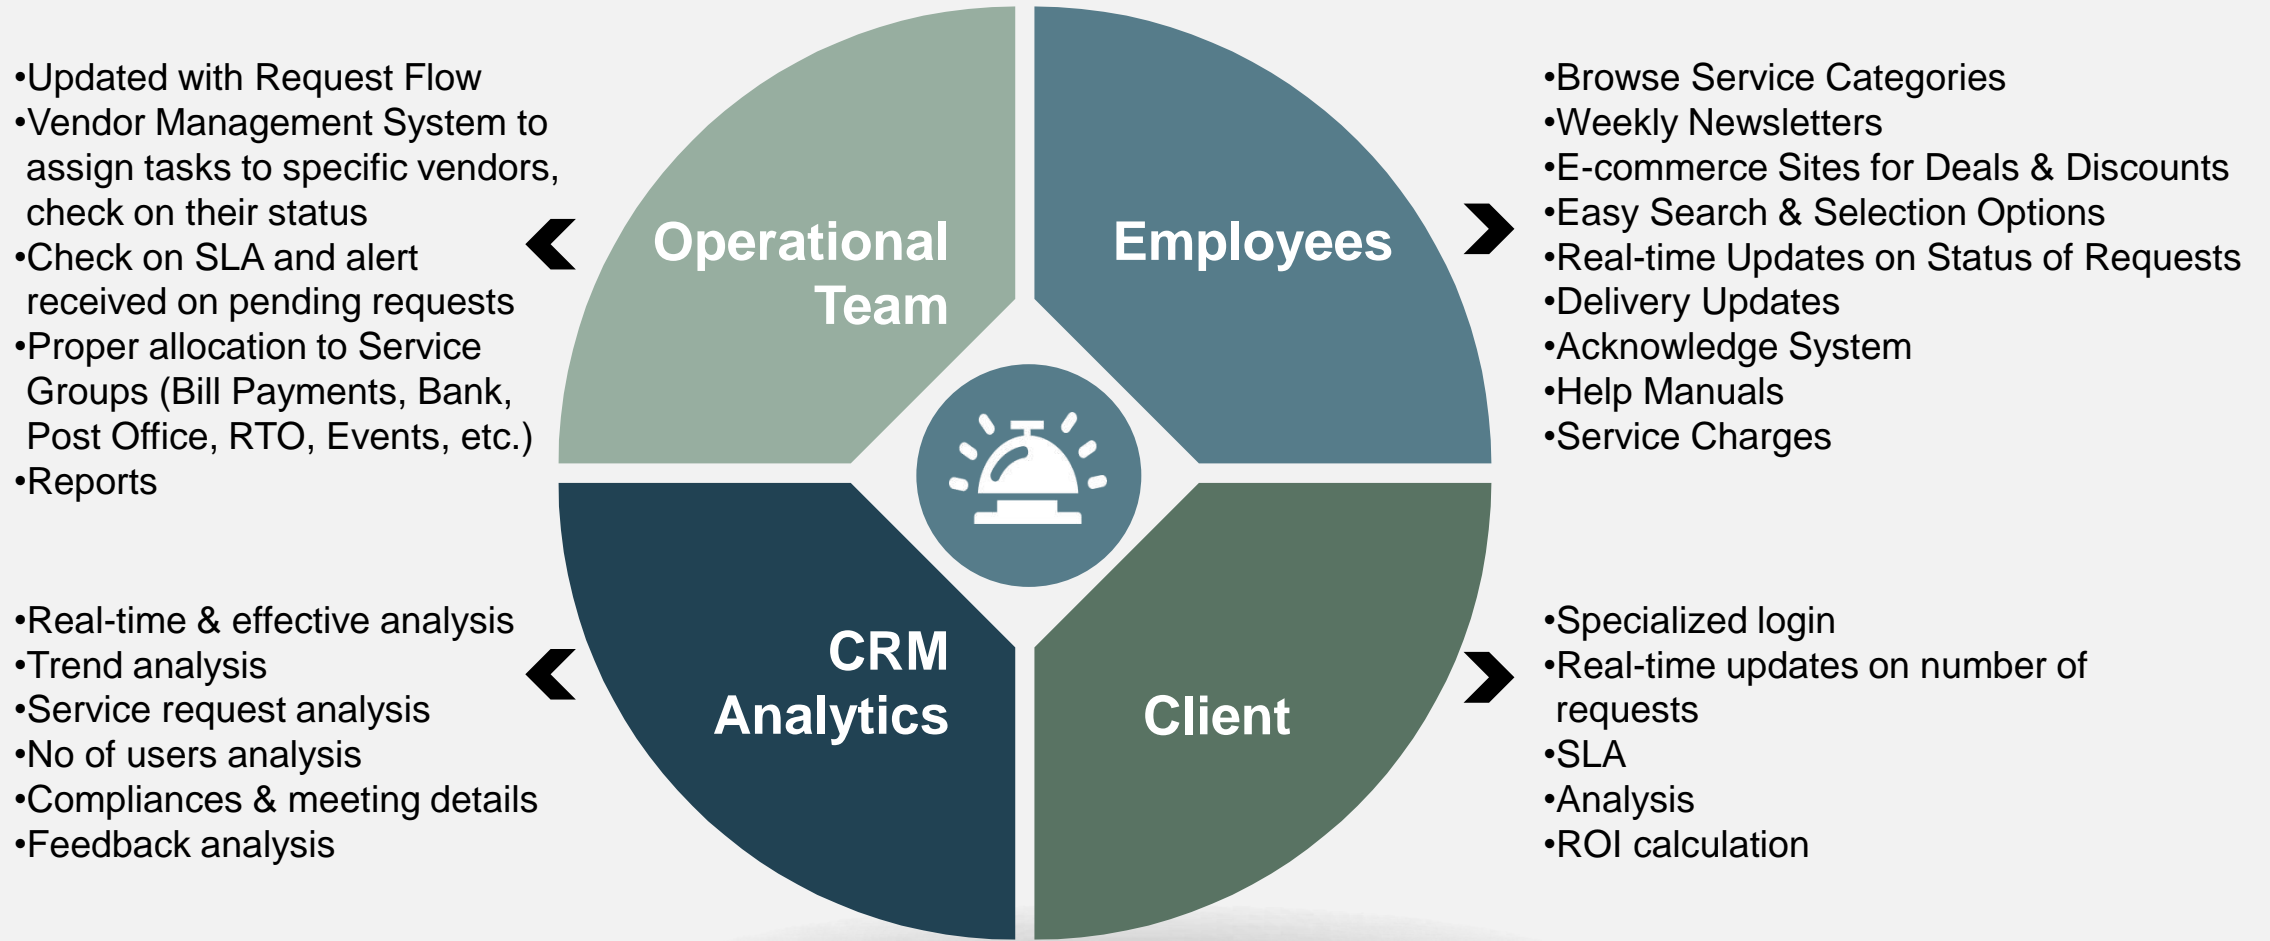 •Updated with Request Flow
•Vendor Management System to
assign tasks to specific vendors,
check on their status
•Check on SLA and alert
received on pending requests
•Proper allocation to Service
Groups (Bill Payments, Bank,
Post Office, RTO, Events, etc.)
•Reports
Operational
Team
Employees
•Browse Service Categories
•Weekly Newsletters
•E-commerce Sites for Deals & Discounts
•Easy Search & Selection Options
•Real-time Updates on Status of Requests
•Delivery Updates
•Acknowledge System
•Help Manuals
•Service Charges
•Real-time & effective analysis
•Trend analysis
•Service request analysis
•No of users analysis
•Compliances & meeting details
•Feedback analysis
CRM
Analytics
Client
•Specialized login
•Real-time updates on number of
requests
•SLA
•Analysis
•ROI calculation